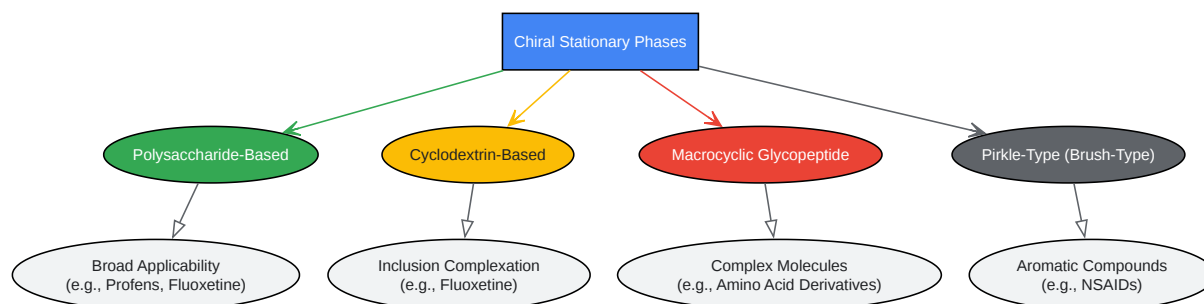 Chiral Stationary Phases
Polysaccharide-Based
Cyclodextrin-Based
Macrocyclic Glycopeptide
Pirkle-Type (Brush-Type)
Broad Applicability
(e.g., Profens, Fluoxetine)
Inclusion Complexation
(e.g., Fluoxetine)
Complex Molecules
(e.g., Amino Acid Derivatives)
Aromatic Compounds
(e.g., NSAIDs)